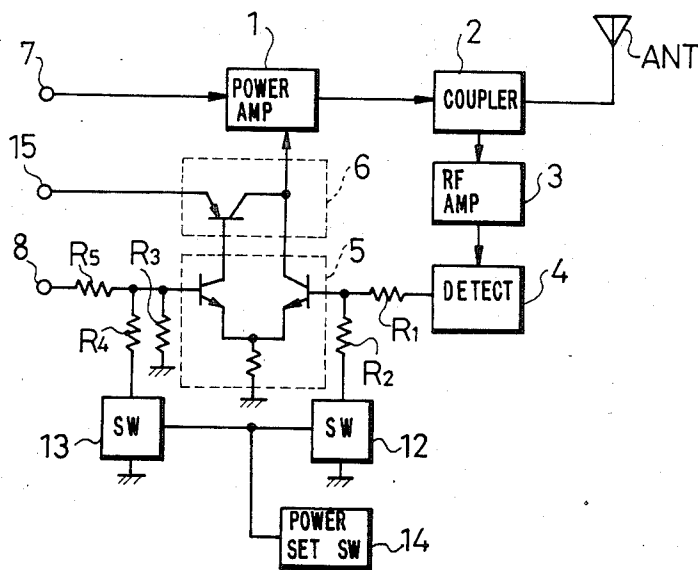 1
2
7
POWER
AMP
COUPLER
ANT
15
6
RF
AMP
3
8
R5
R3
5
DETECT
4
R4
R1
R2
SW
13
SW
12
POWER
SET SW
14